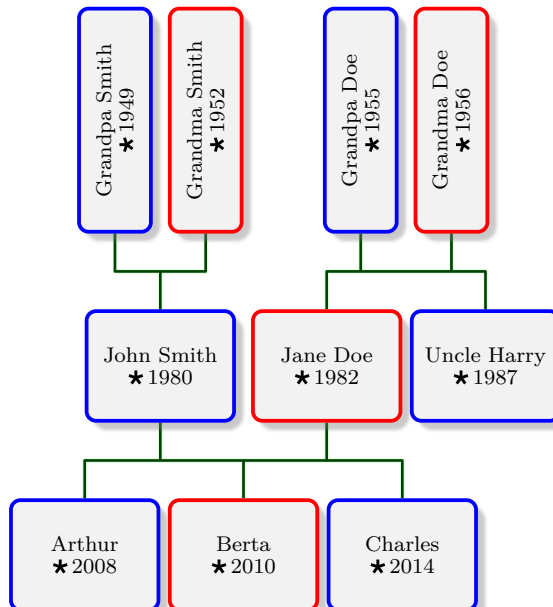 Grandpa Smith
★1949
Grandma Smith
★1952
Grandpa Doe
★1955
Grandma Doe
★1956
John Smith
★1980
Jane Doe
★1982
Uncle Harry
★1987
Arthur
★2008
Berta
★2010
Charles
★2014